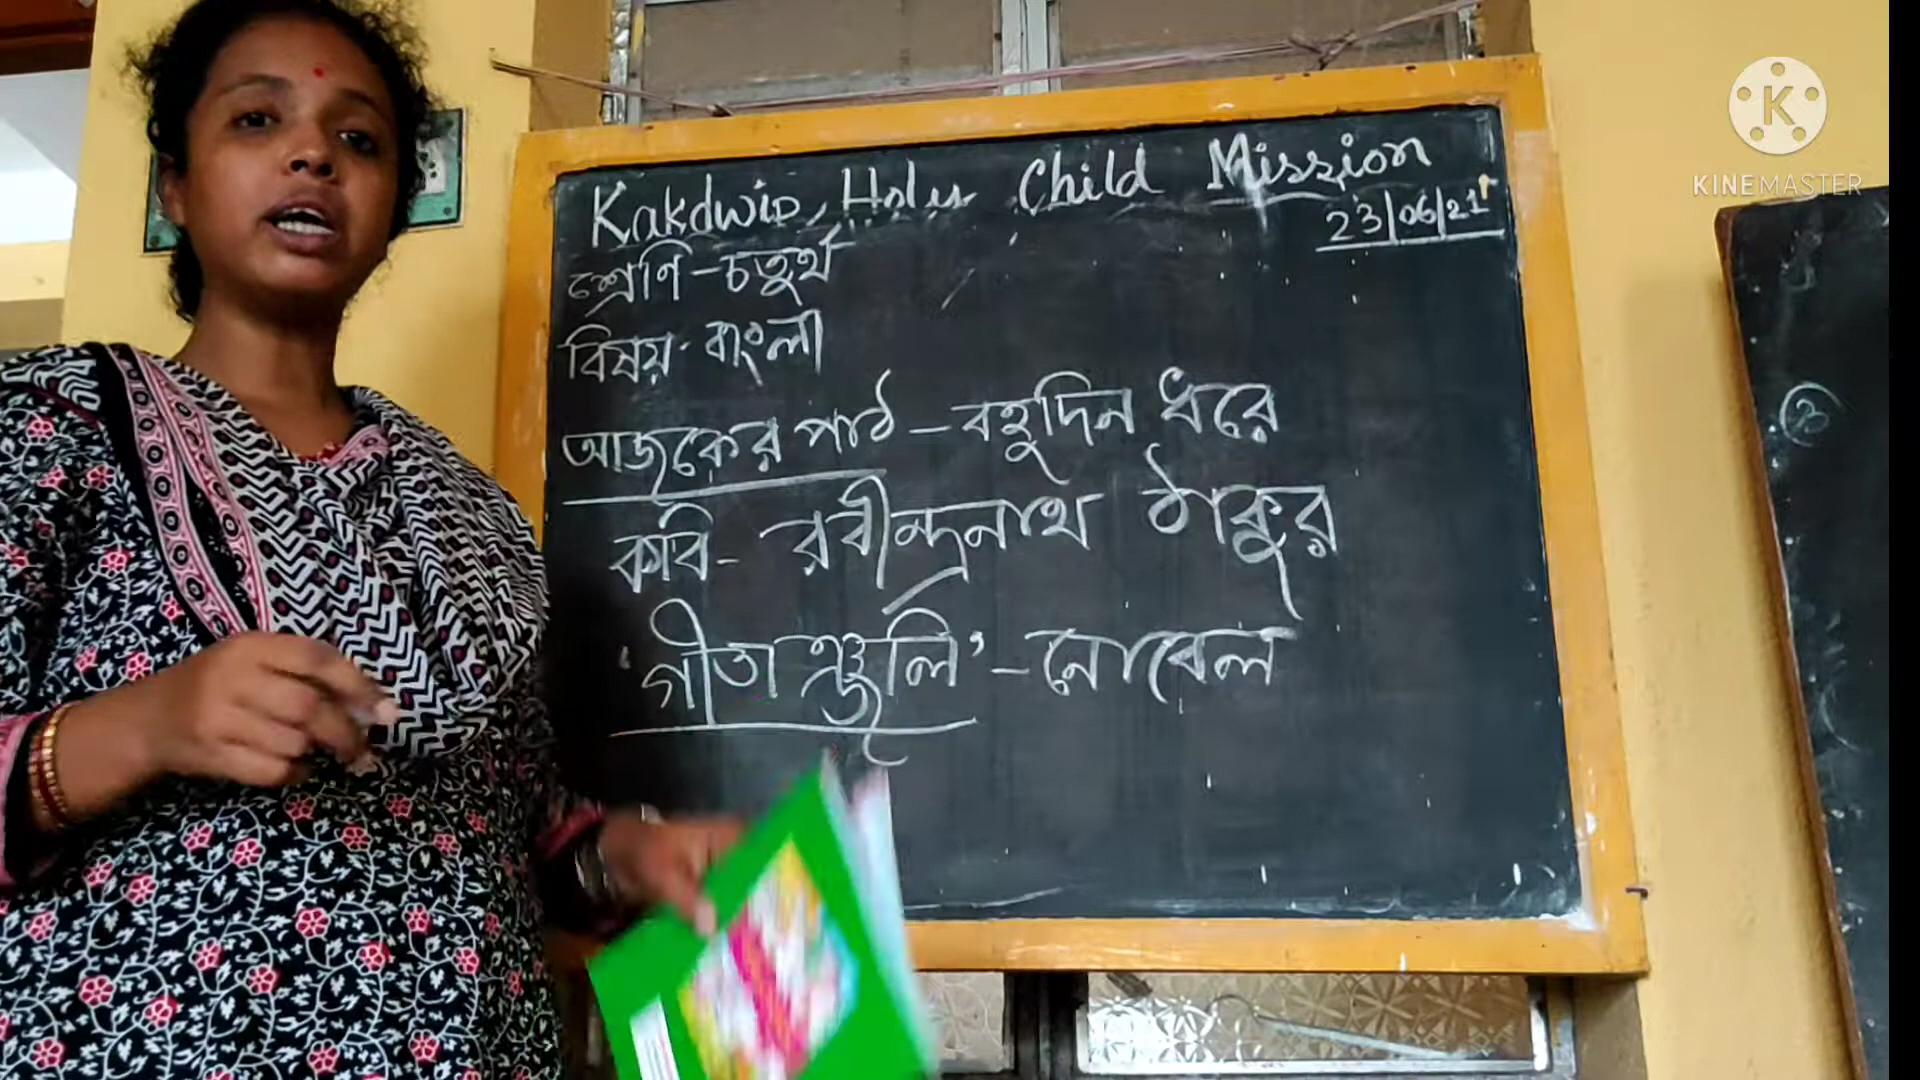 Kakdwip Holy Child Mission
23/06/21
শ্রেণি - চতুর্থ
বিষয় - বাংলা
আজকের পাঠ - বহুদিন ধরে
কবি - রবীন্দ্রনাথ ঠাকুর
'গীতাঞ্জলি' - নোবেল
K
KINEMASTER